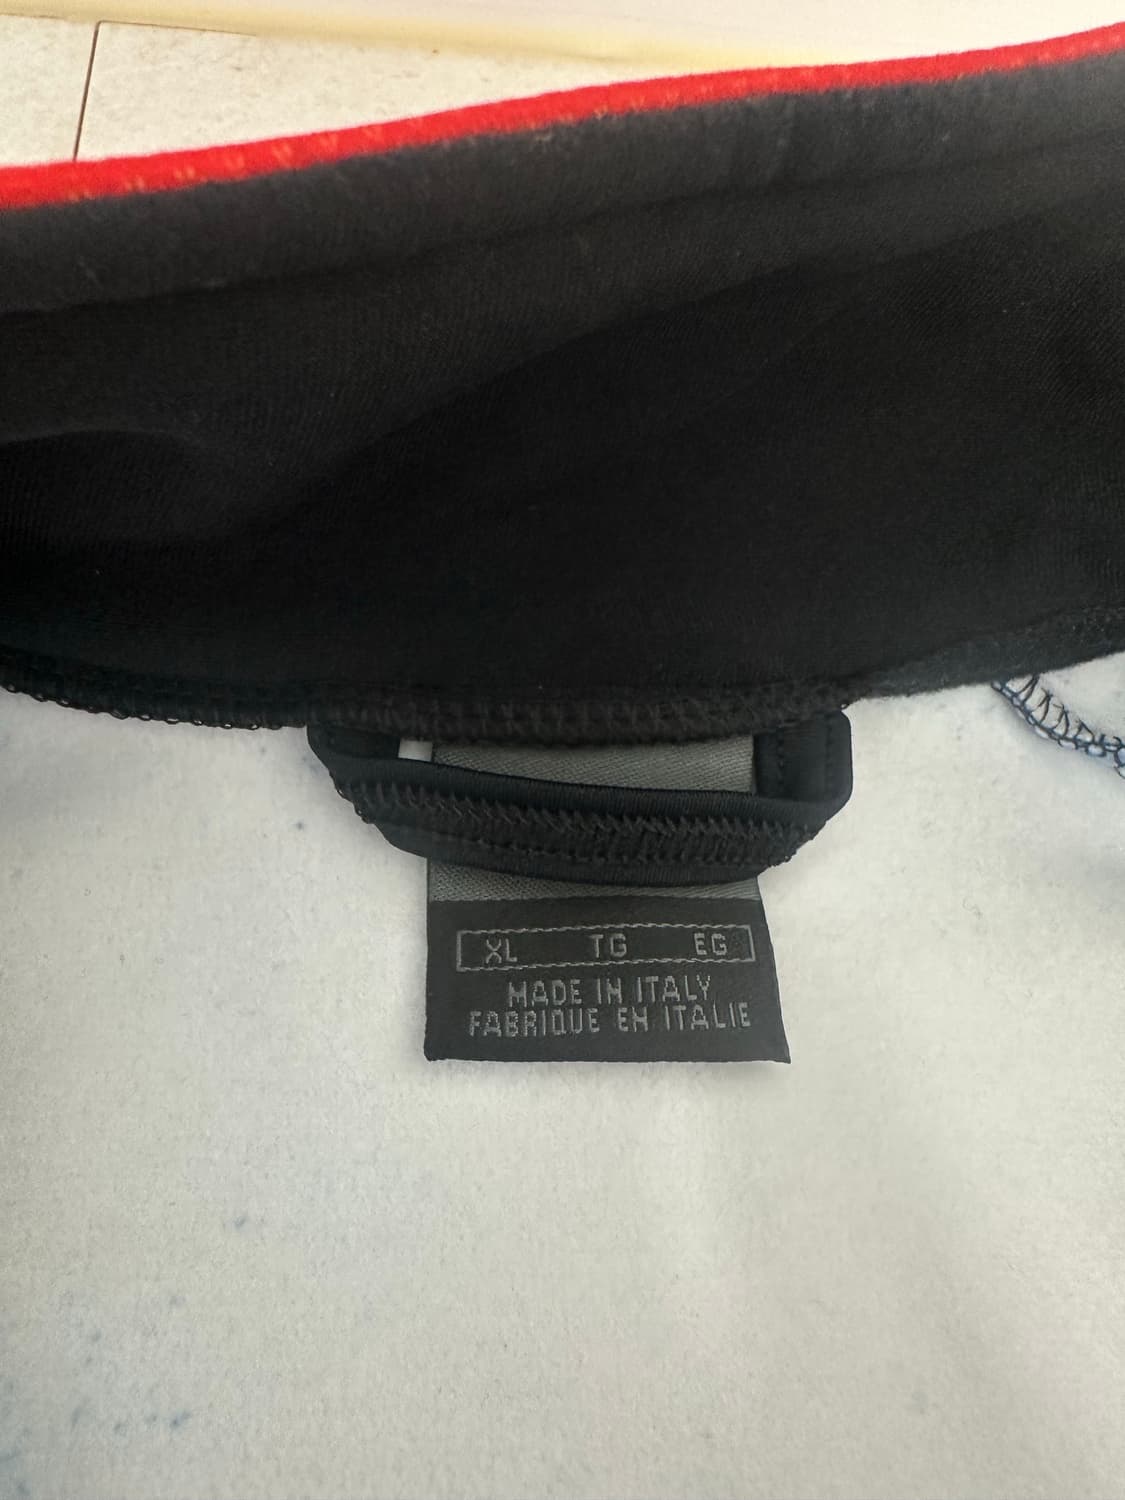 XL TG EG
MADE IN ITALY
FABRIQUE EN ITALIE